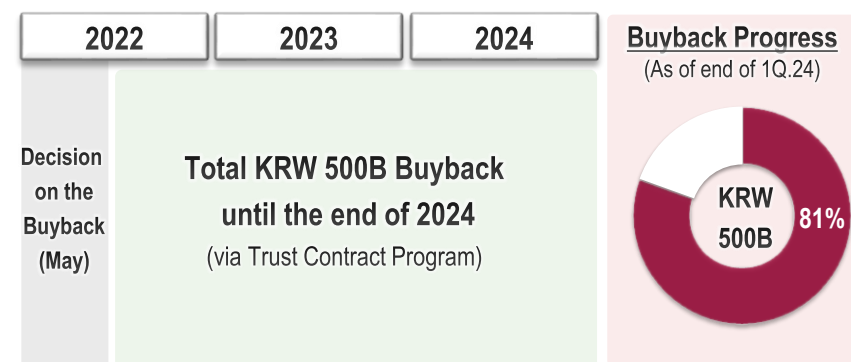 2022
2023
2024
Decision
on the
Buyback
(May)
Total KRW 500B Buyback
until the end of 2024
(via Trust Contract Program)
Buyback Progress
(As of end of 1Q.24)
KRW
500B
81%